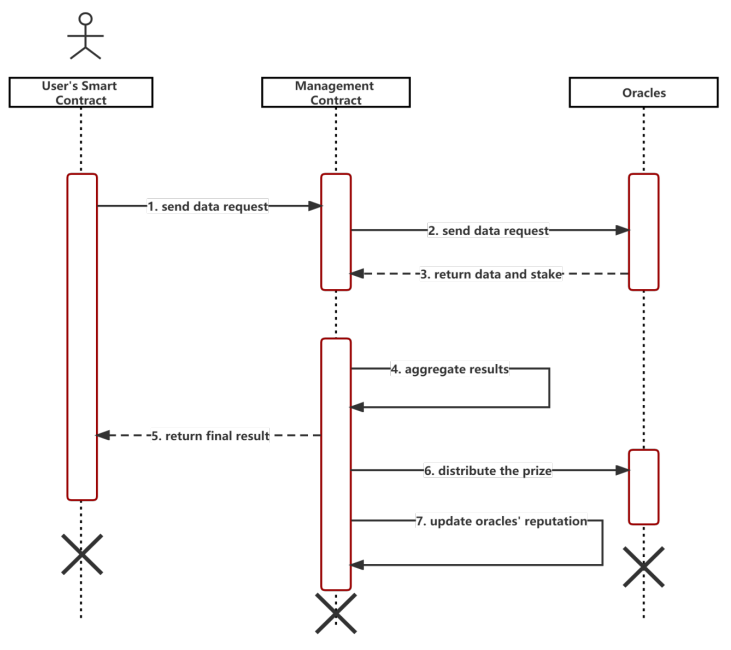 User's Smart
Contract
Management
Contract
Oracles
1. send data request
2. send data request
3. return data and stake
4. aggregate results
5. return final result
6. distribute the prize
7. update oracles' reputation